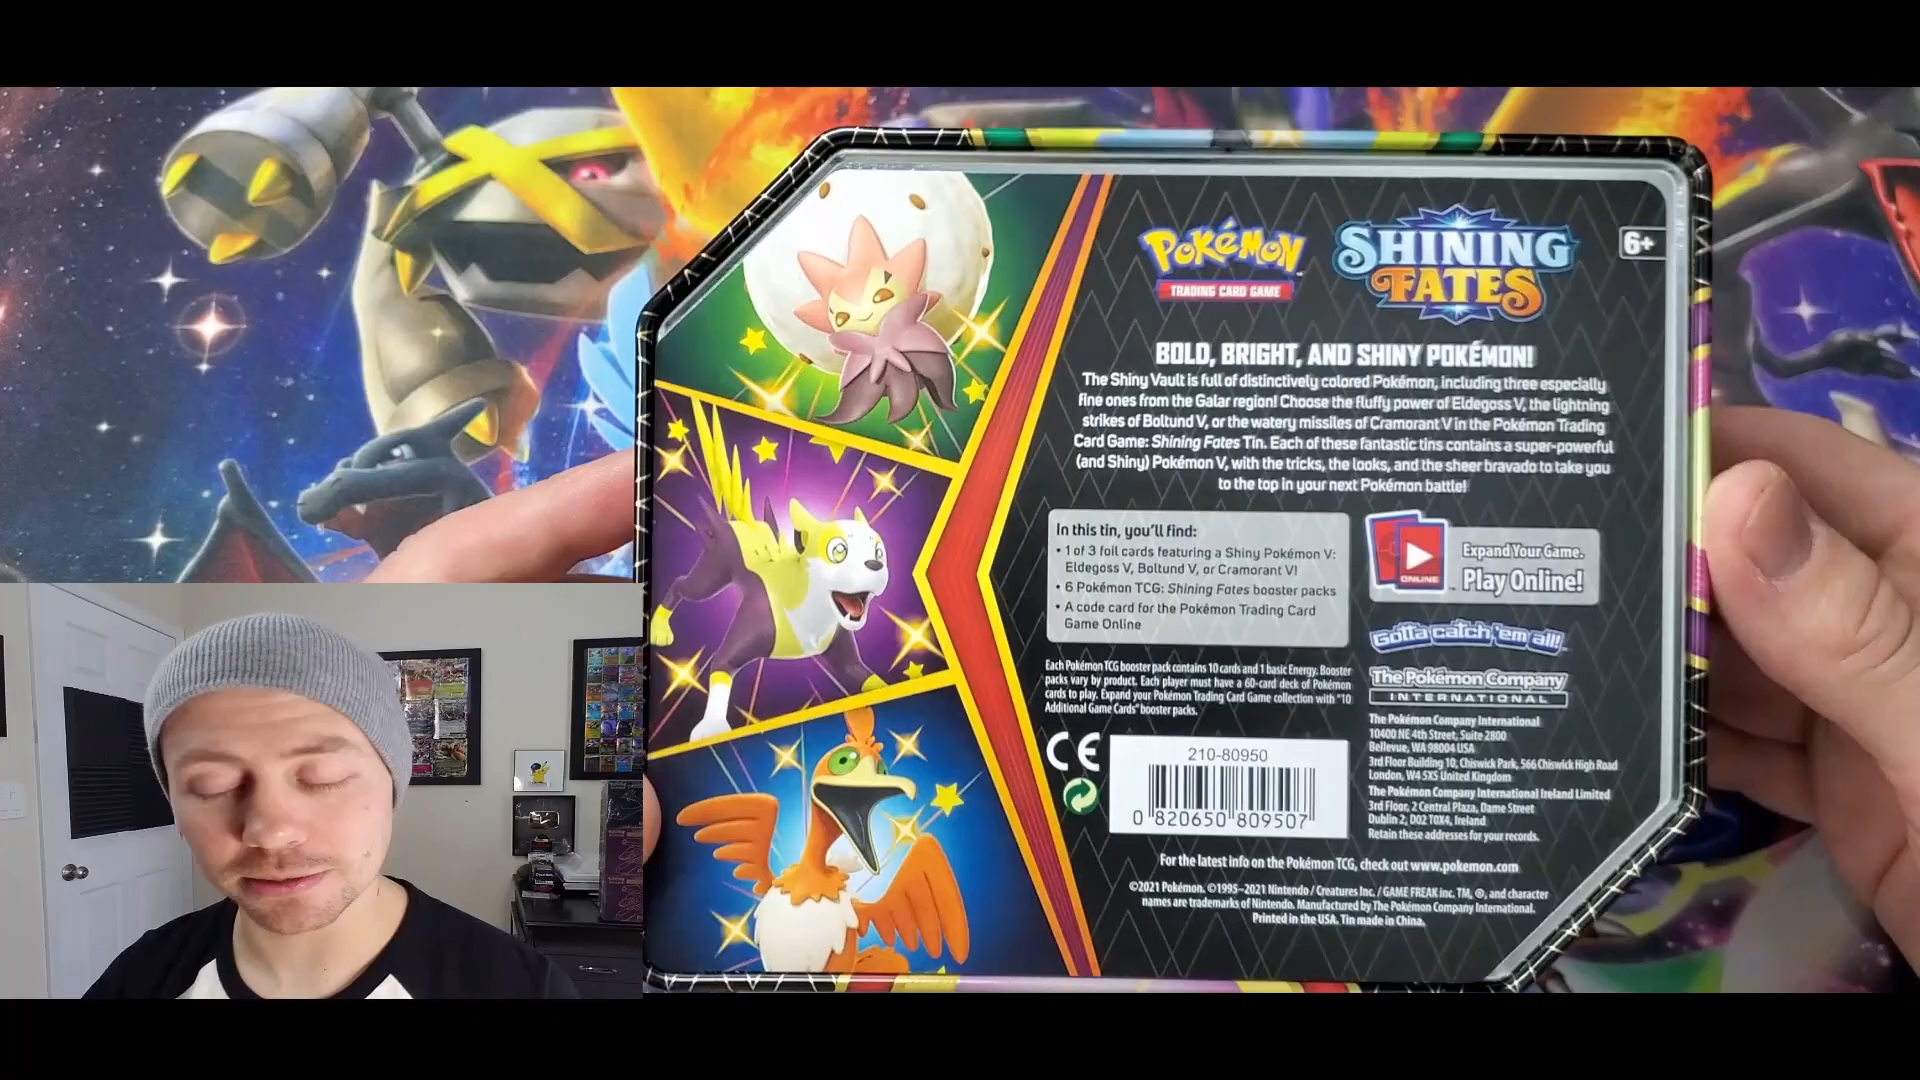 Pokémon
TRADING CARD GAME
SHINING
FATES
6+
BOLD, BRIGHT, AND SHINY POKÉMON!
The Shiny Vault is full of distinctively colored Pokémon, including three especially
fine ones from the Galar region! Choose the fluffy power of Eldegoss V, the lightning
strikes of Boltund V, or the watery missiles of Cramorant V in the Pokémon Trading
Card Game: Shining Fates Tin. Each of these fantastic tins contains a super-powerful
(and Shiny) Pokémon V, with the tricks, the looks, and the sheer bravado to take you
to the top in your next Pokémon battle!
In this tin, you'll find:
• 1 of 3 foil cards featuring a Shiny Pokémon V:
Eldegoss V, Boltund V, or Cramorant V!
• 6 Pokémon TCG: Shining Fates booster packs
• A code card for the Pokémon Trading Card
Game Online
ONLINE
Expand Your Game.
Play Online!
Gotta catch 'em all!
Each Pokémon TCG booster pack contains 10 cards and 1 basic Energy. Booster
packs vary by product. Each player must have a 60-card deck of Pokémon
cards to play. Expand your Pokémon Trading Card Game collection with "10
Additional Game Cards" booster packs.
The Pokémon Company
INTERNATIONAL
The Pokémon Company International
10400 NE 4th Street, Suite 2800
Bellevue, WA 98004 USA
3rd Floor Building 10, Chiswick Park, 566 Chiswick High Road
London, W4 5XS United Kingdom
The Pokémon Company International Ireland Limited
3rd Floor, 2 Central Plaza, Dame Street
Dublin 2, D02 T0X4, Ireland
Retain these addresses for your records.
CE
210-80950
0 820650 809507
For the latest info on the Pokémon TCG, check out www.pokemon.com
©2021 Pokémon. ©1995–2021 Nintendo / Creatures Inc. / GAME FREAK inc. TM, ®, and character
names are trademarks of Nintendo. Manufactured by The Pokémon Company International.
Printed in the USA. Tin made in China.